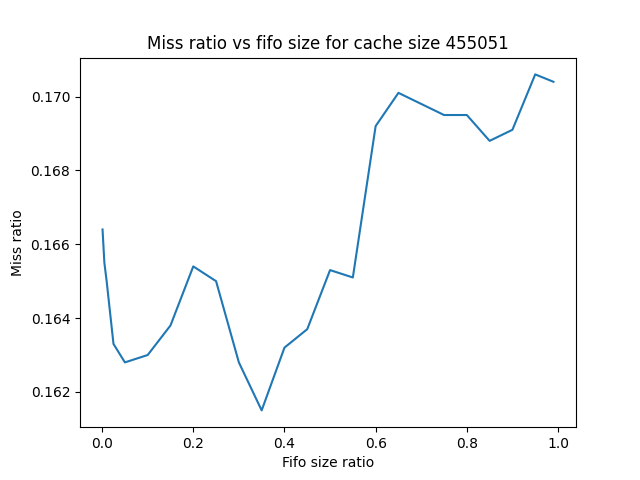 Miss ratio vs fifo size for cache size 455051
0.170
0.168
0.166
0.164
0.162
Miss ratio
0.0 0.2 0.4 0.6 0.8 1.0
Fifo size ratio